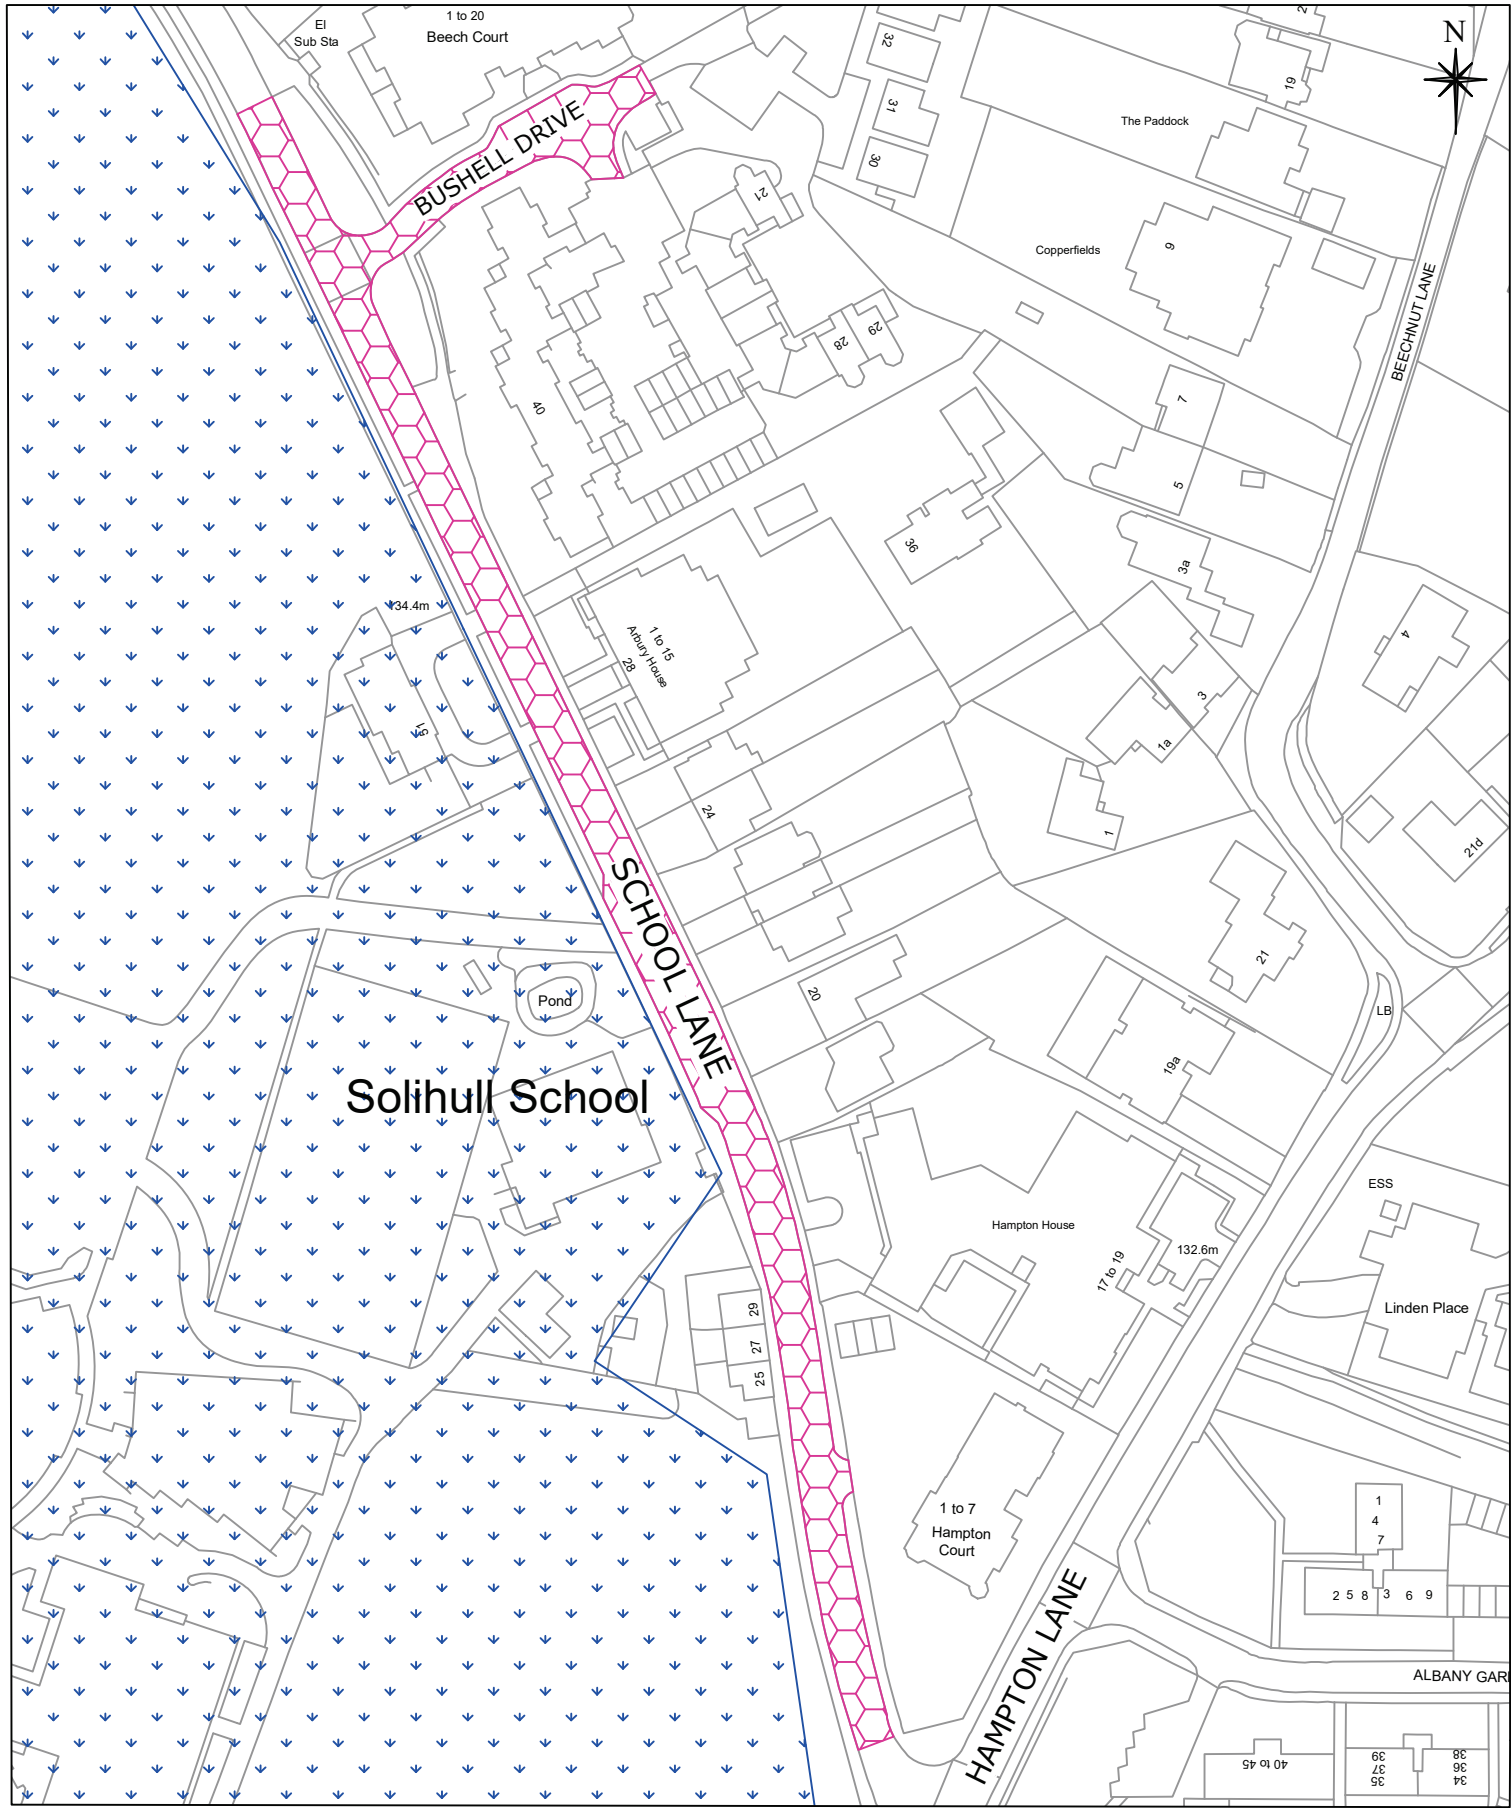 El
Sub Sta
1 to 20
Beech Court
N
32
31
30
2
19
The Paddock
BUSHELL DRIVE
21
Copperfields
9
BEECHNUT LANE
28
29
40
7
5
36
3a
134.4m
1 to 15
Arbury House
28
4
51
3
1a
24
1
21d
SCHOOL LANE
21
20
Pond
LB
19a
Solihull School
ESS
Hampton House
132.6m
17 to 19
Linden Place
29
27
25
1 to 7
Hampton
Court
1
4
7
2 5 8 3 6 9
HAMPTON LANE
ALBANY GAR
40 to 45
39
37
35
38
36
34